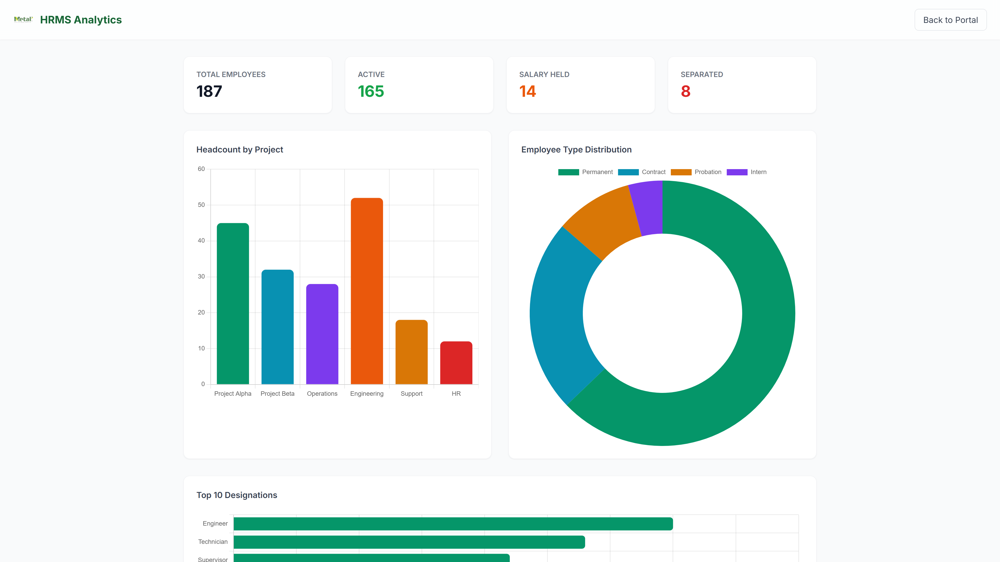 Metal
HRMS Analytics
Back to Portal
TOTAL EMPLOYEES
187
ACTIVE
165
SALARY HELD
14
SEPARATED
8
Headcount by Project
60
50
40
30
20
10
0
Project Alpha
Project Beta
Operations
Engineering
Support
HR
Employee Type Distribution
Permanent
Contract
Probation
Intern
Top 10 Designations
Engineer
Technician
Supervisor